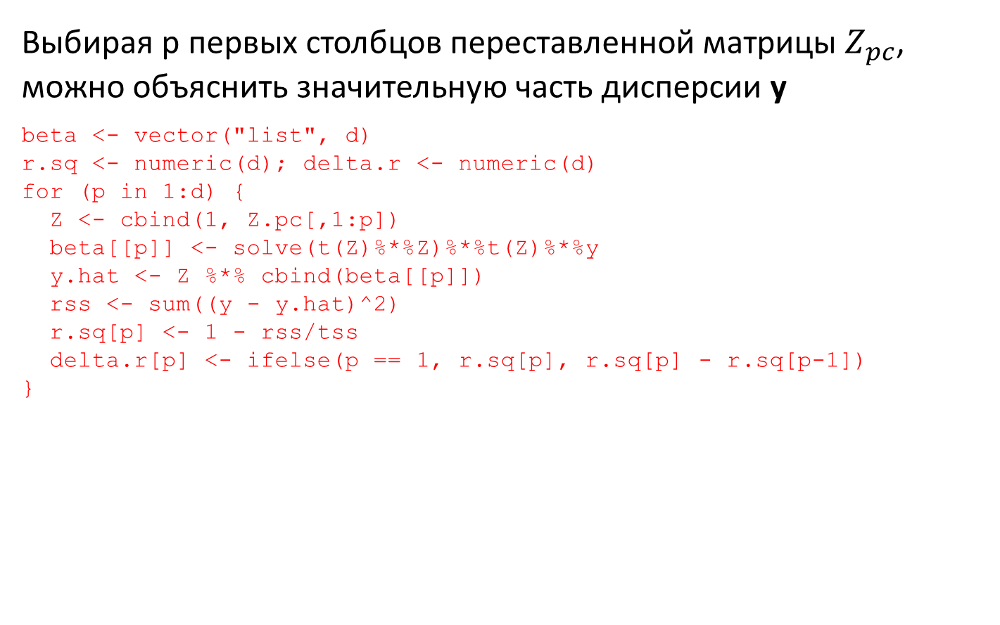 Выбирая p первых столбцов переставленной матрицы 𝑍𝑝𝑐,
можно объяснить значительную часть дисперсии y
beta <- vector("list", d)
r.sq <- numeric(d); delta.r <- numeric(d)
for (p in 1:d) {
  Z <- cbind(1, Z.pc[,1:p])
  beta[[p]] <- solve(t(Z)%*%Z)%*%t(Z)%*%y
  y.hat <- Z %*% cbind(beta[[p]])
  rss <- sum((y - y.hat)^2)
  r.sq[p] <- 1 - rss/tss
  delta.r[p] <- ifelse(p == 1, r.sq[p], r.sq[p] - r.sq[p-1])
}